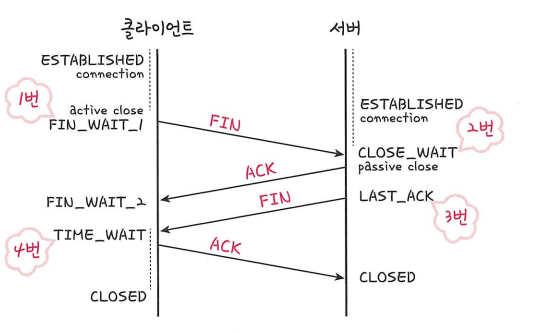 클라이언트
서버
ESTABLISHED
connection
1번
active close
FIN_WAIT_1
FIN
ESTABLISHED
connection
2번
CLOSE_WAIT
passive close
ACK
FIN_WAIT_2
FIN
LAST_ACK
3번
4번
TIME_WAIT
ACK
CLOSED
CLOSED